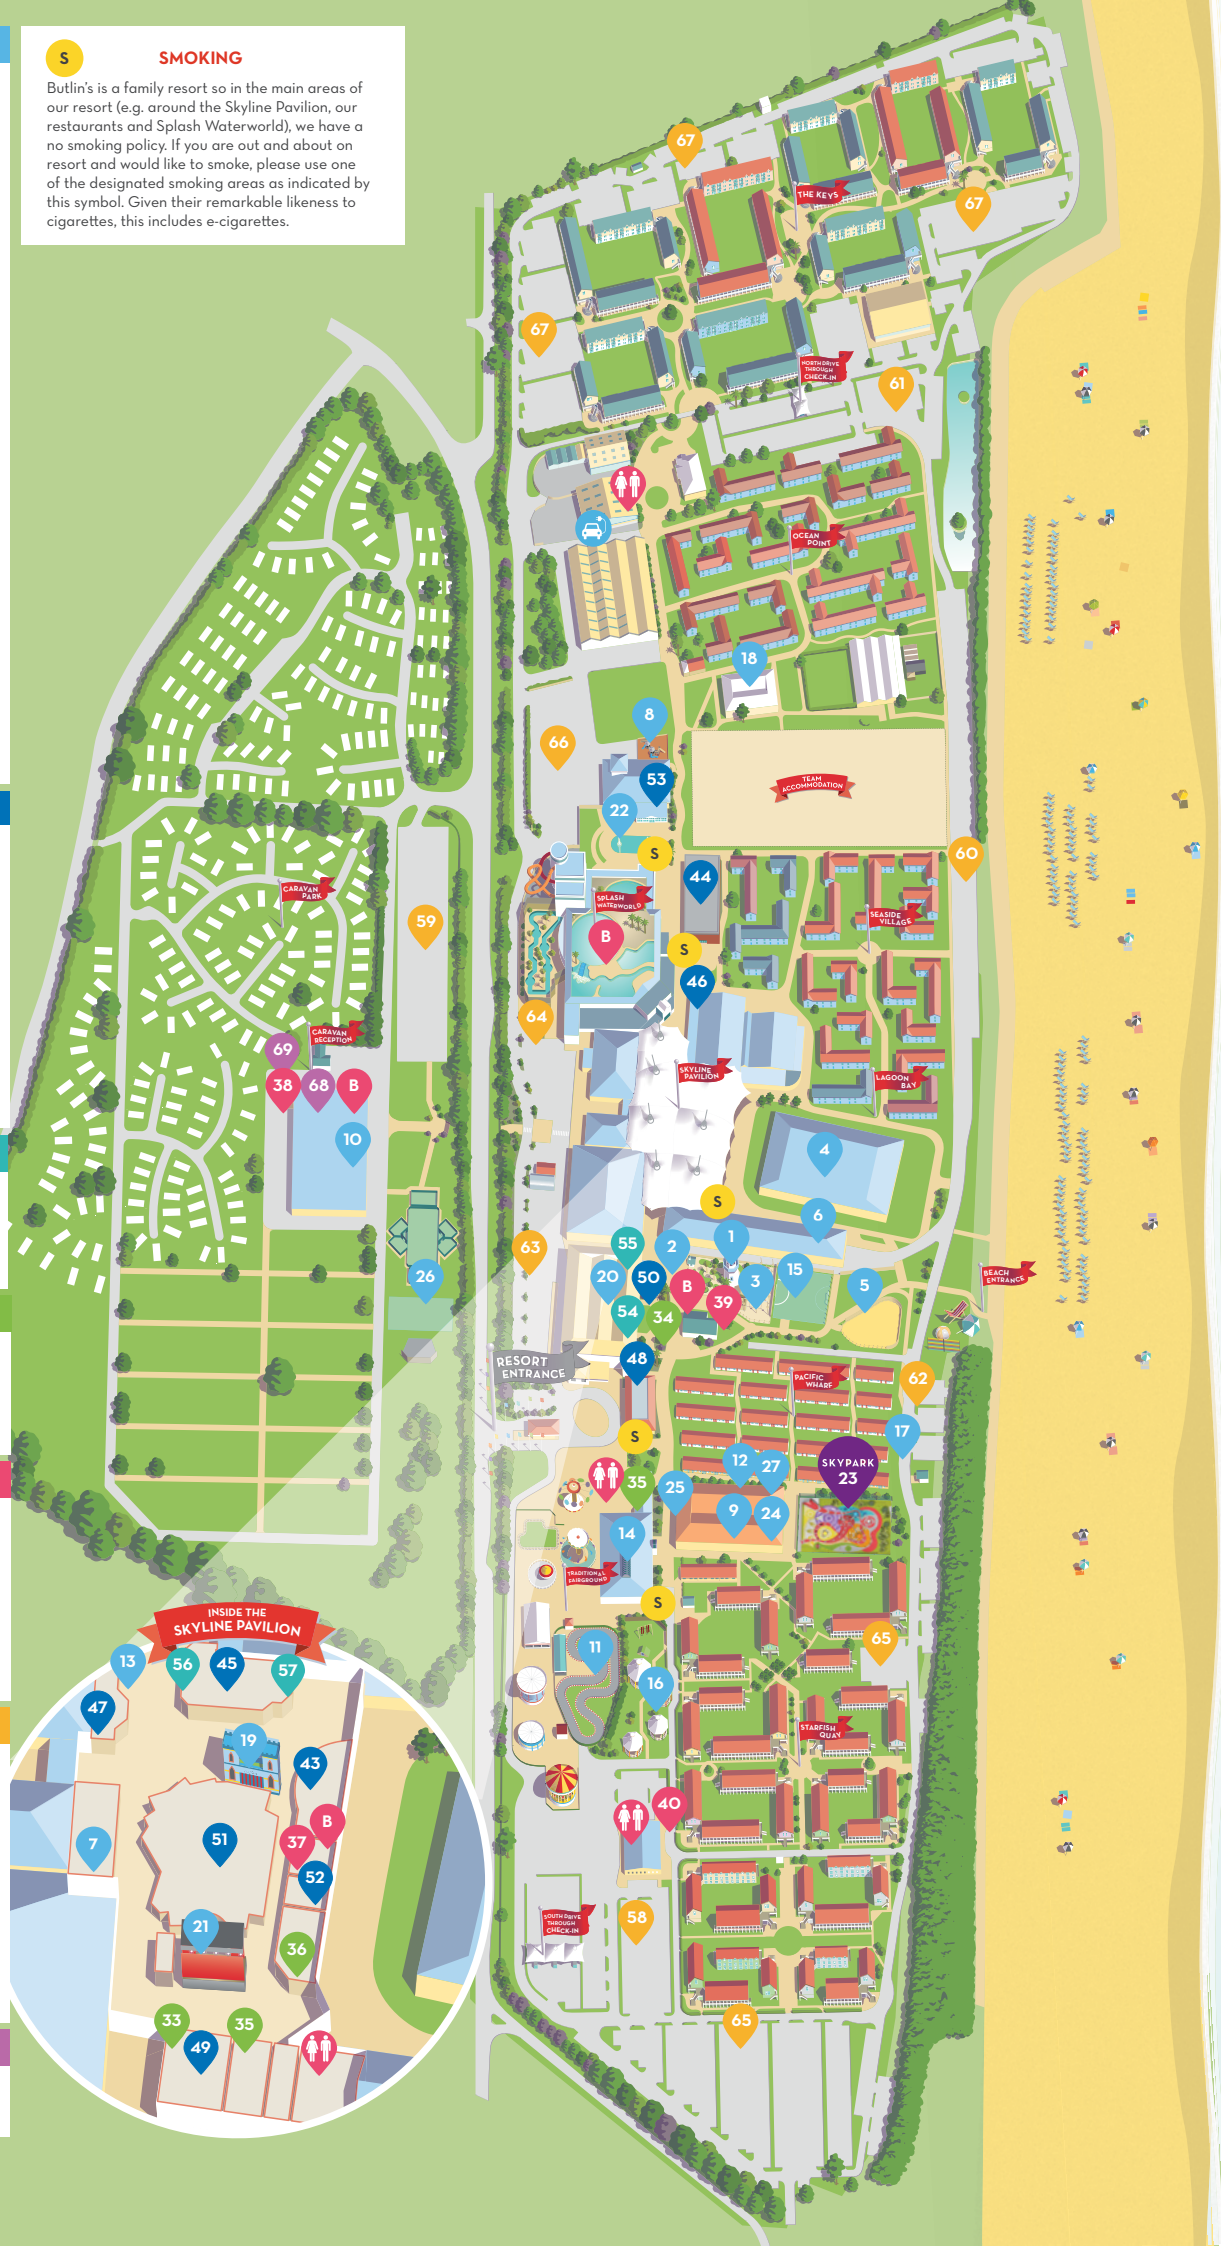 S
SMOKING
Butlin's is a family resort so in the main areas of
our resort (e.g. around the Skyline Pavilion, our
restaurants and Splash Waterworld), we have a
no smoking policy. If you are out and about on
resort and would like to smoke, please use one
of the designated smoking areas as indicated by
this symbol. Given their remarkable likeness to
cigarettes, this includes e-cigarettes.
67
THE KEYS
67
67
NORTH DRIVE
THROUGH
CHECK-IN
61
OCEAN
POINT
18
8
66
53
22
TEAM
ACCOMMODATION
S
60
44
CARAVAN
PARK
SPLASH
WATERWORLD
SEASIDE
VILLAGE
59
B
S
46
64
CARAVAN
RECEPTION
69
SKYLINE
PAVILION
LAGOON
BAY
38
68
B
10
4
S
6
55
2
1
63
26
20
50
B
3
15
5
BEACH
ENTRANCE
39
54
34
RESORT
ENTRANCE
48
PACIFIC
WHARF
62
17
S
12
27
SKYPARK
23
35
25
9
24
14
TRADITIONAL
FAIRGROUND
S
INSIDE THE
SKYLINE PAVILION
65
11
13
56
45
57
16
47
STARFISH
QUAY
19
43
40
B
51
37
7
52
21
SOUTH DRIVE
THROUGH
CHECK-IN
58
36
33
35
65
49